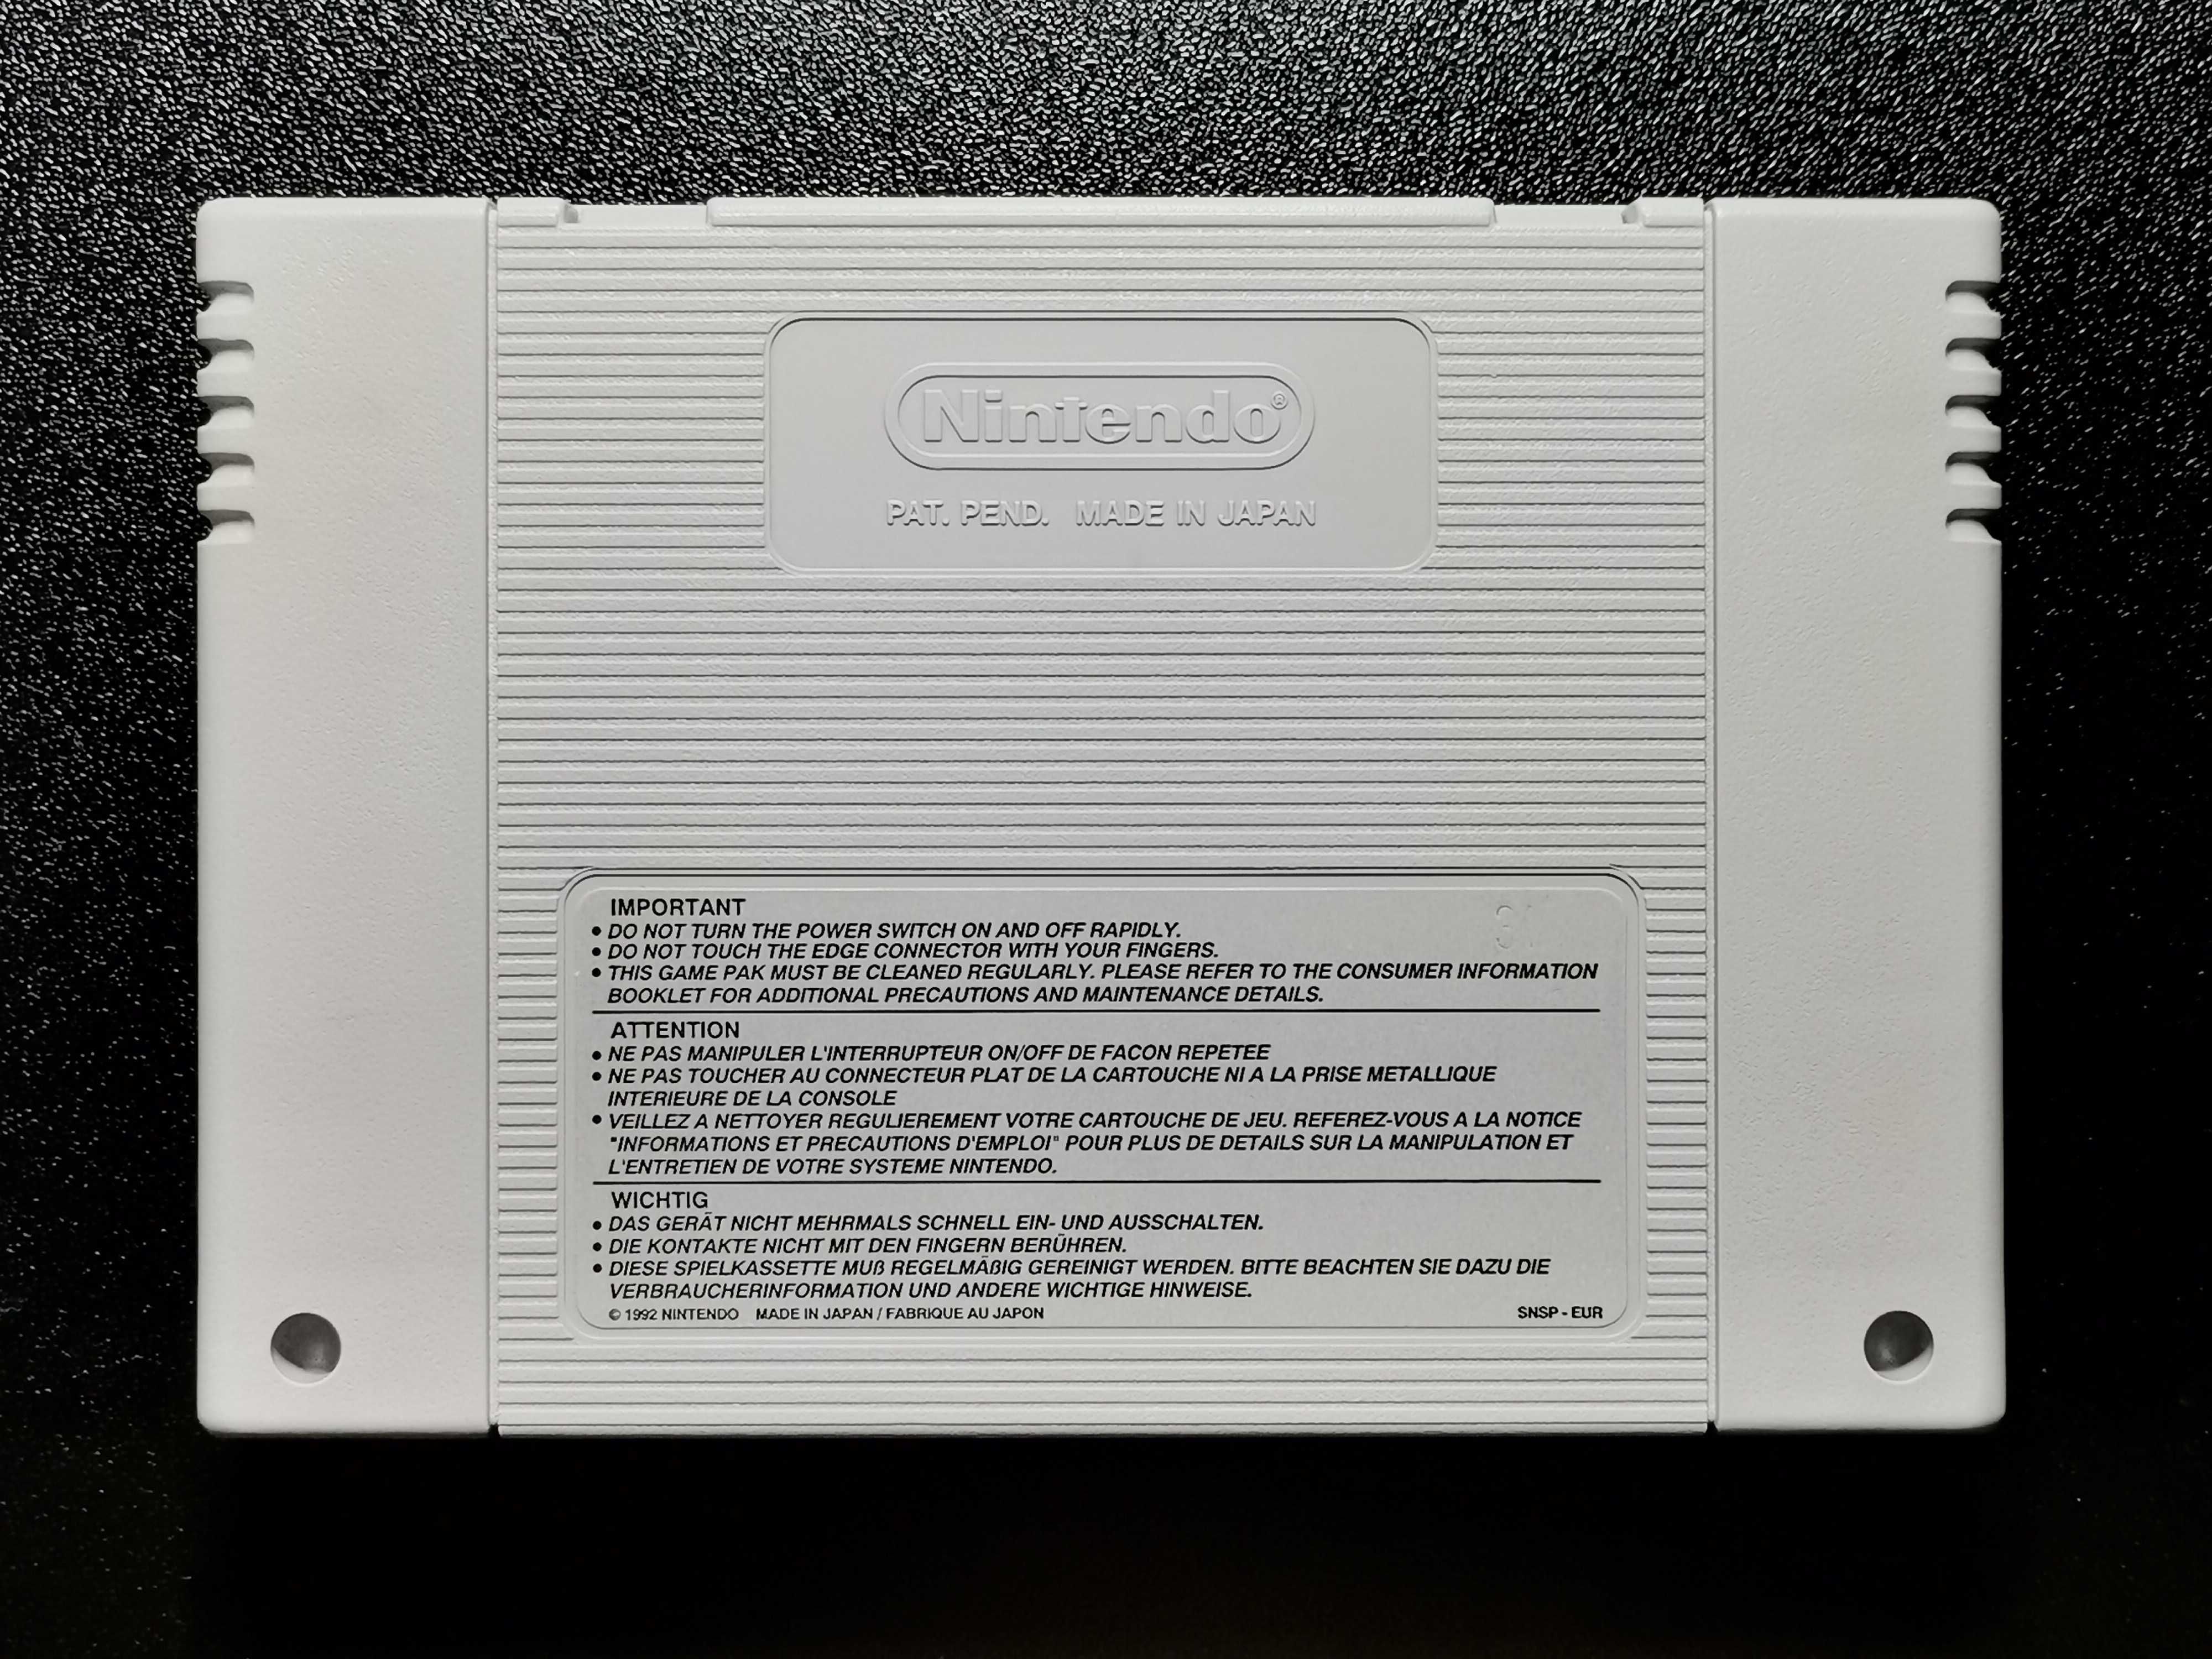 Nintendo®
PAT. PEND. MADE IN JAPAN
IMPORTANT
• DO NOT TURN THE POWER SWITCH ON AND OFF RAPIDLY.
• DO NOT TOUCH THE EDGE CONNECTOR WITH YOUR FINGERS.
• THIS GAME PAK MUST BE CLEANED REGULARLY. PLEASE REFER TO THE CONSUMER INFORMATION
BOOKLET FOR ADDITIONAL PRECAUTIONS AND MAINTENANCE DETAILS.
ATTENTION
• NE PAS MANIPULER L'INTERRUPTEUR ON/OFF DE FACON REPETEE
• NE PAS TOUCHER AU CONNECTEUR PLAT DE LA CARTOUCHE NI A LA PRISE METALLIQUE
INTERIEURE DE LA CONSOLE
• VEILLEZ A NETTOYER REGULIEREMENT VOTRE CARTOUCHE DE JEU. REFEREZ-VOUS A LA NOTICE
"INFORMATIONS ET PRECAUTIONS D'EMPLOI" POUR PLUS DE DETAILS SUR LA MANIPULATION ET
L'ENTRETIEN DE VOTRE SYSTEME NINTENDO.
WICHTIG
• DAS GERÄT NICHT MEHRMALS SCHNELL EIN- UND AUSSCHALTEN.
• DIE KONTAKTE NICHT MIT DEN FINGERN BERÜHREN.
• DIESE SPIELKASSETTE MUß REGELMÄßIG GEREINIGT WERDEN. BITTE BEACHTEN SIE DAZU DIE
VERBRAUCHERINFORMATION UND ANDERE WICHTIGE HINWEISE.
© 1992 NINTENDO MADE IN JAPAN / FABRIQUE AU JAPON SNSP - EUR